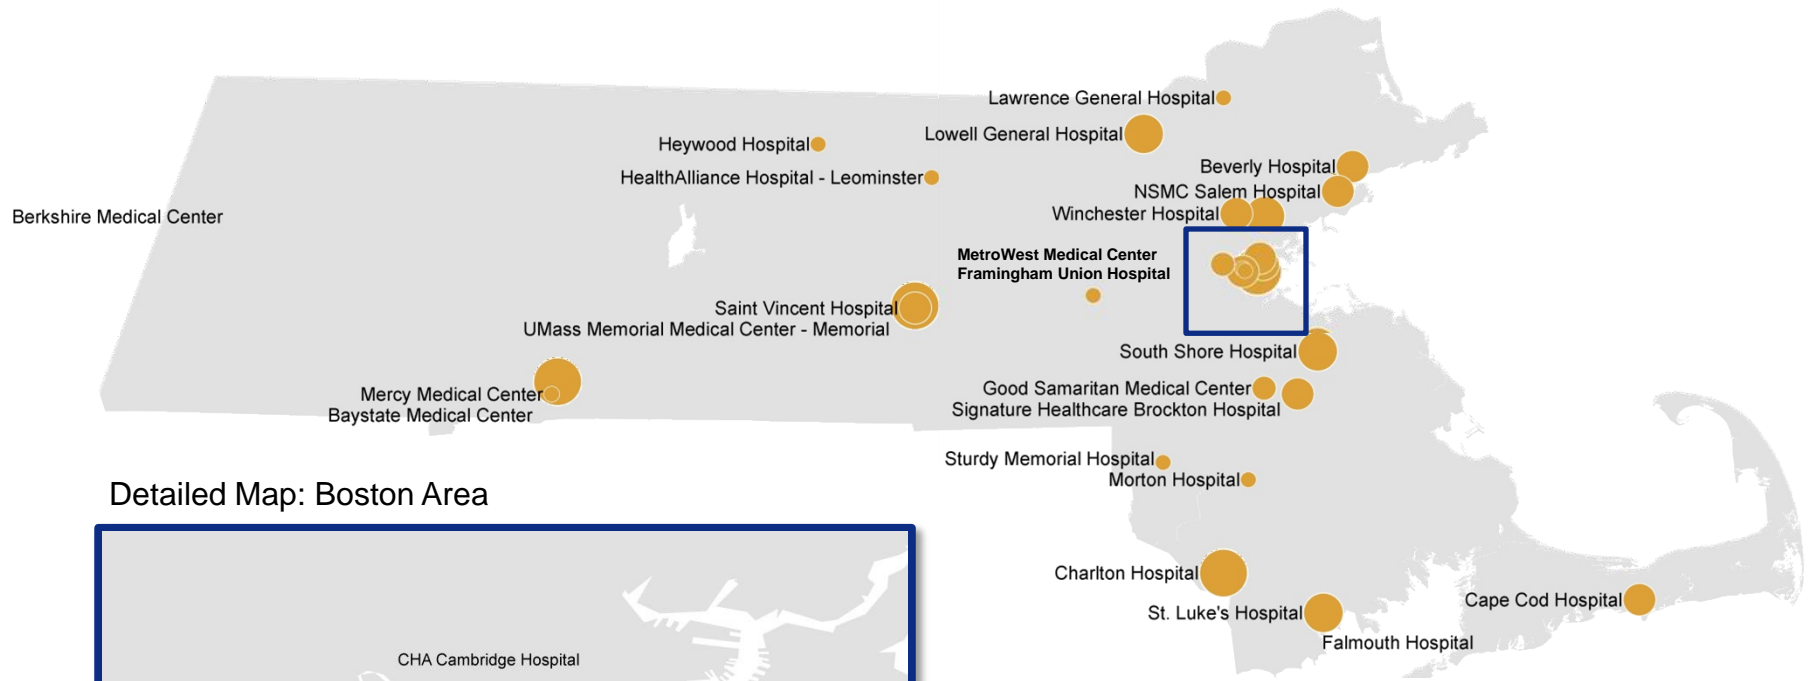 Lawrence General Hospital
Lowell General Hospital
Heywood Hospital
Beverly Hospital
HealthAlliance Hospital - Leominster
NSMC Salem Hospital
Berkshire Medical Center
Winchester Hospital
MetroWest Medical Center
Framingham Union Hospital
Saint Vincent Hospital
UMass Memorial Medical Center - Memorial
South Shore Hospital
Mercy Medical Center
Baystate Medical Center
Good Samaritan Medical Center
Signature Healthcare Brockton Hospital
Sturdy Memorial Hospital
Morton Hospital
Detailed Map: Boston Area
Charlton Hospital
St. Luke's Hospital
Cape Cod Hospital
Falmouth Hospital
CHA Cambridge Hospital